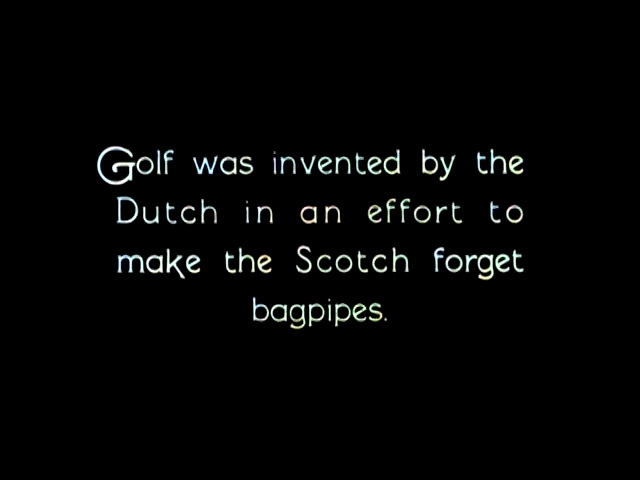 Golf was invented by the
Dutch in an effort to
make the Scotch forget
bagpipes.